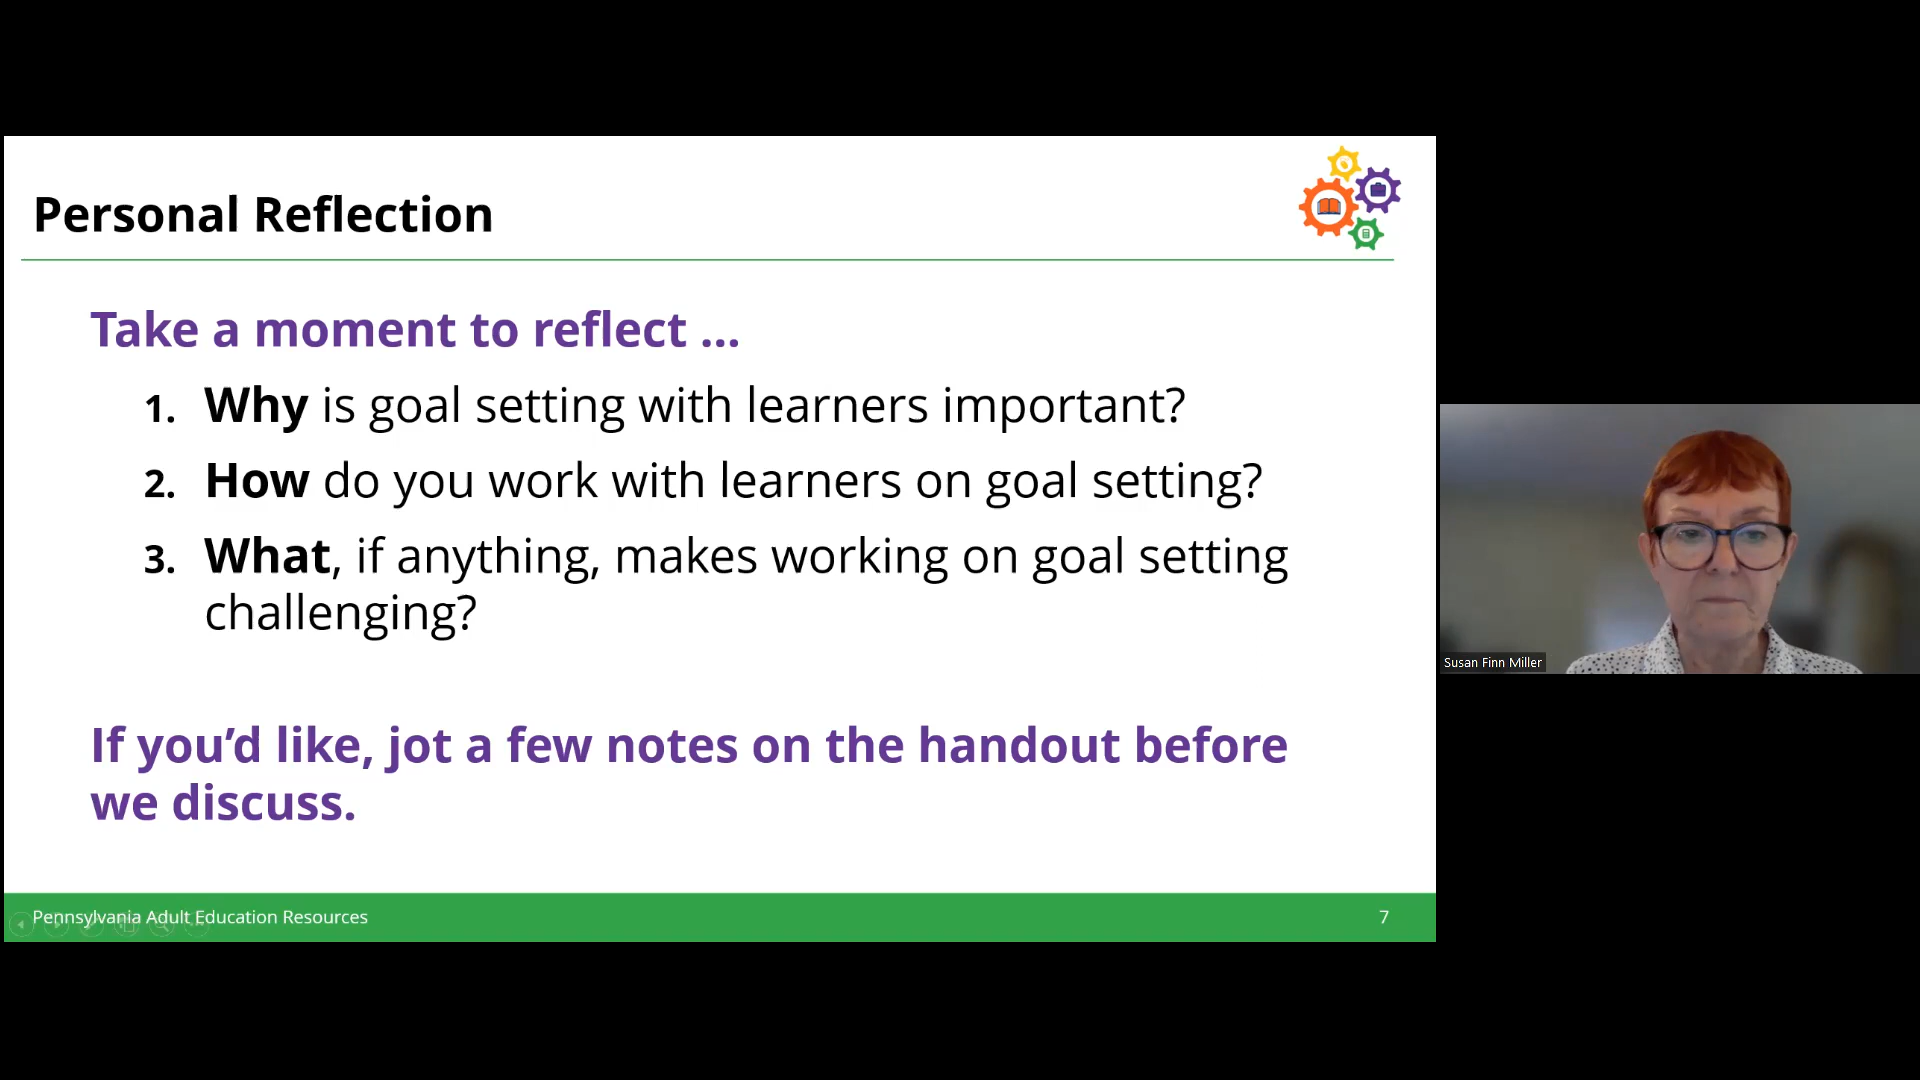 Personal Reflection
Take a moment to reflect ...
1. Why is goal setting with learners important?
2. How do you work with learners on goal setting?
3. What, if anything, makes working on goal setting
challenging?
If you’d like, jot a few notes on the handout before
we discuss.
Pennsylvania Adult Education Resources
7
Susan Finn Miller